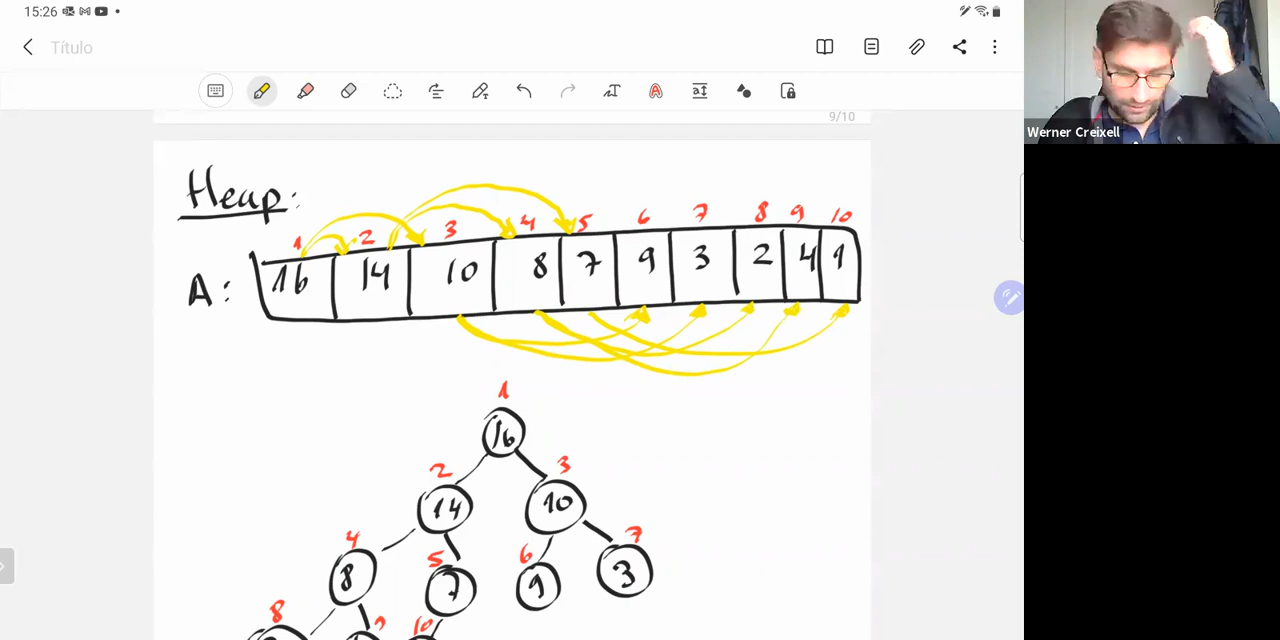 15:26
Título
9/10
Werner Creixell
Heap:
1 2 3 4 5 6 7 8 9 10
A: 16 14 10 8 7 9 3 2 4 1
1
16
2 3
14 10
4 5 6 7
8 7 9 3
8 9 10